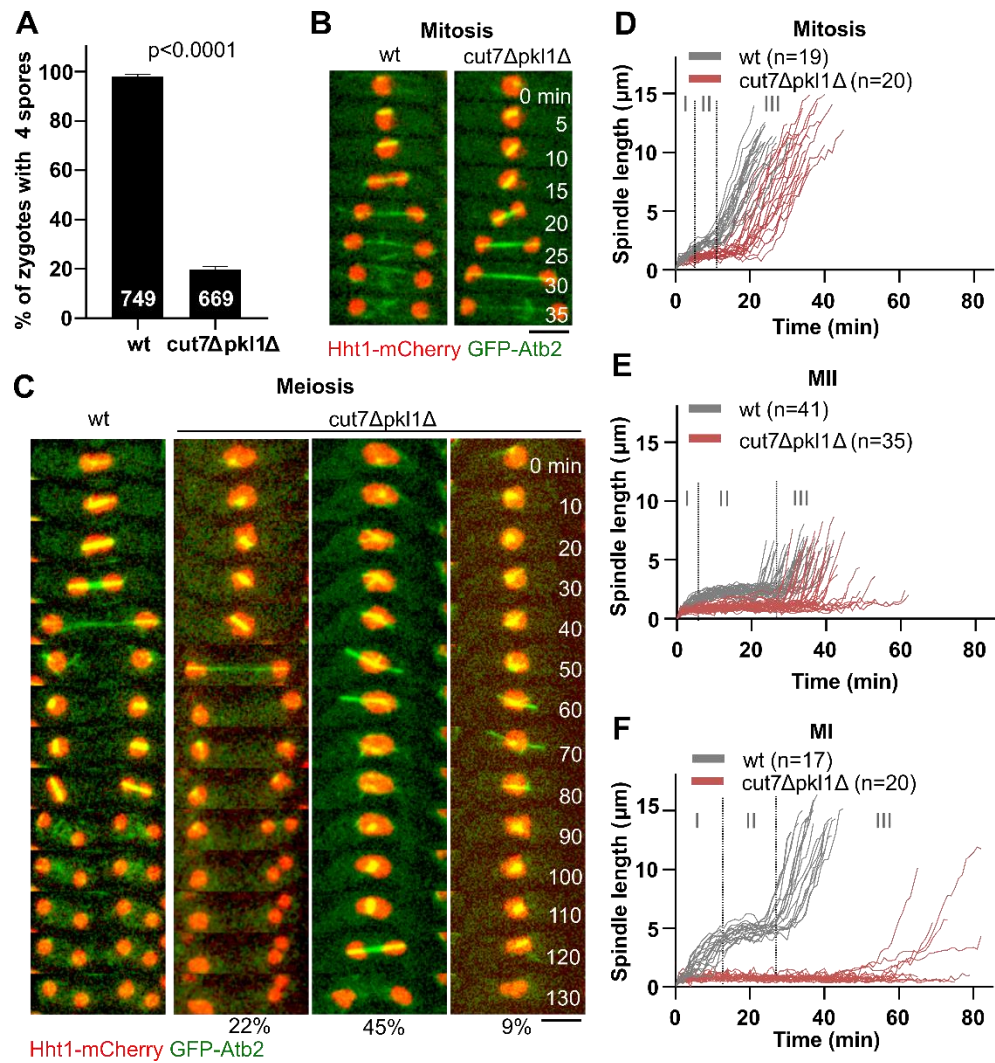 A
p<0.0001
% of zygotes with 4 spores
100
80
60
40
20
0
749
669
wt
cut7Δpkl1Δ
B
Mitosis
wt
cut7Δpkl1Δ
0 min
5
10
15
20
25
30
35
Hht1-mCherry GFP-Atb2
C
Meiosis
wt
cut7Δpkl1Δ
0 min
10
20
30
40
50
60
70
80
90
100
110
120
130
22%
45%
9%
Hht1-mCherry GFP-Atb2
D
Mitosis
wt (n=19)
cut7Δpkl1Δ (n=20)
I II III
Spindle length (µm)
15
10
5
0
0 20 40 60 80
Time (min)
E
MII
wt (n=41)
cut7Δpkl1Δ (n=35)
I II III
Spindle length (µm)
15
10
5
0
0 20 40 60 80
Time (min)
F
MI
wt (n=17)
cut7Δpkl1Δ (n=20)
I II III
Spindle length (µm)
15
10
5
0
0 20 40 60 80
Time (min)